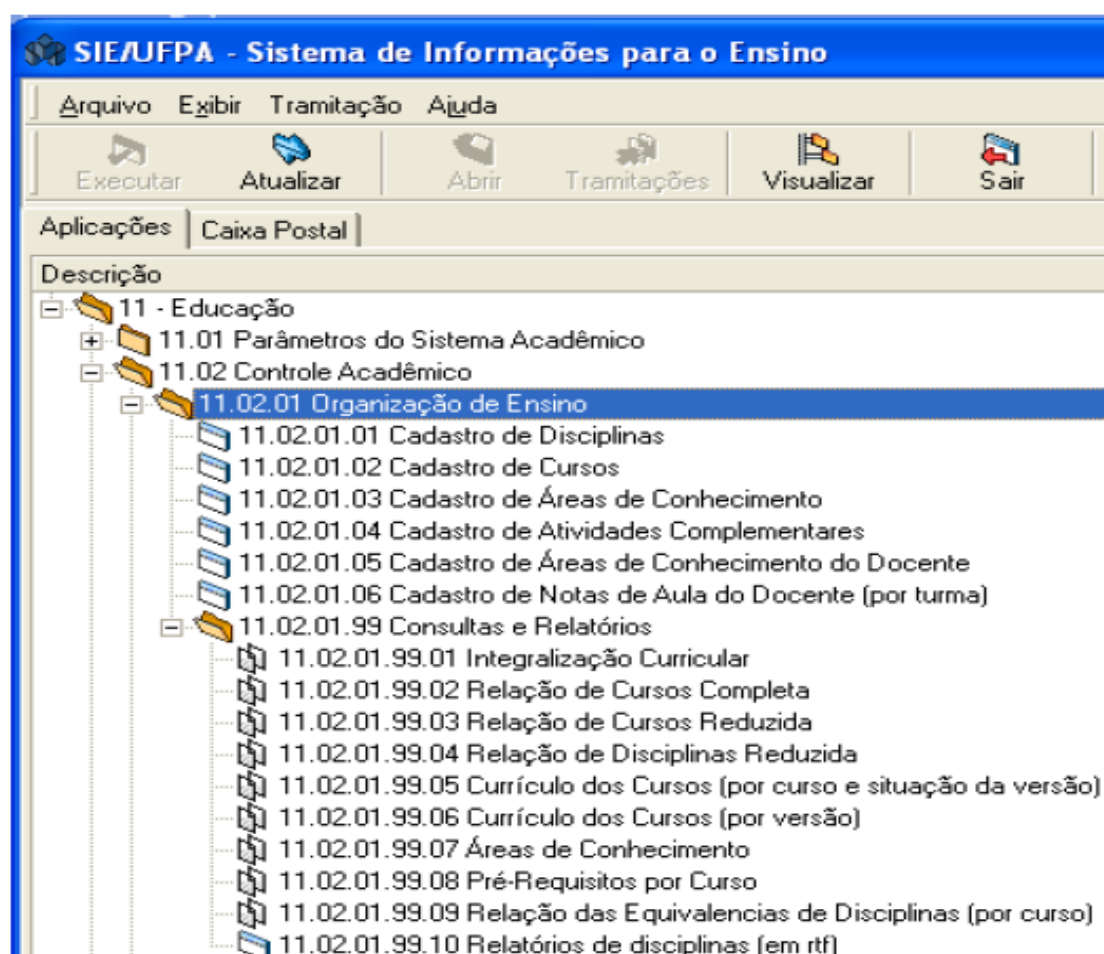 SIE/UFPA - Sistema de Informações para o Ensino
Arquivo Exibir Tramitação Ajuda
Executar Atualizar Abrir Tramitações Visualizar Sair
Aplicações Caixa Postal
Descrição
11 - Educação
11.01 Parâmetros do Sistema Acadêmico
11.02 Controle Acadêmico
11.02.01 Organização de Ensino
11.02.01.01 Cadastro de Disciplinas
11.02.01.02 Cadastro de Cursos
11.02.01.03 Cadastro de Áreas de Conhecimento
11.02.01.04 Cadastro de Atividades Complementares
11.02.01.05 Cadastro de Áreas de Conhecimento do Docente
11.02.01.06 Cadastro de Notas de Aula do Docente (por turma)
11.02.01.99 Consultas e Relatórios
11.02.01.99.01 Integralização Curricular
11.02.01.99.02 Relação de Cursos Completa
11.02.01.99.03 Relação de Cursos Reduzida
11.02.01.99.04 Relação de Disciplinas Reduzida
11.02.01.99.05 Currículo dos Cursos (por curso e situação da versão)
11.02.01.99.06 Currículo dos Cursos (por versão)
11.02.01.99.07 Áreas de Conhecimento
11.02.01.99.08 Pré-Requisitos por Curso
11.02.01.99.09 Relação das Equivalencias de Disciplinas (por curso)
11.02.01.99.10 Relatórios de disciplinas (em rtf)